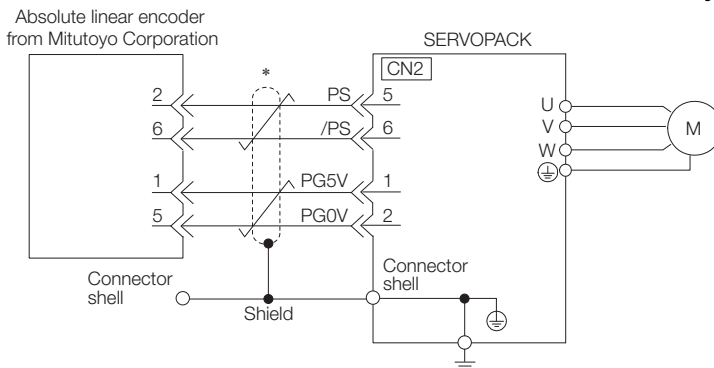 Absolute linear encoder
from Mitutoyo Corporation
SERVOPACK
CN2
*
2 PS 5
6 /PS 6
1 PG5V 1
5 PG0V 2
U
V
W
M
Connector
shell
Shield
Connector
shell